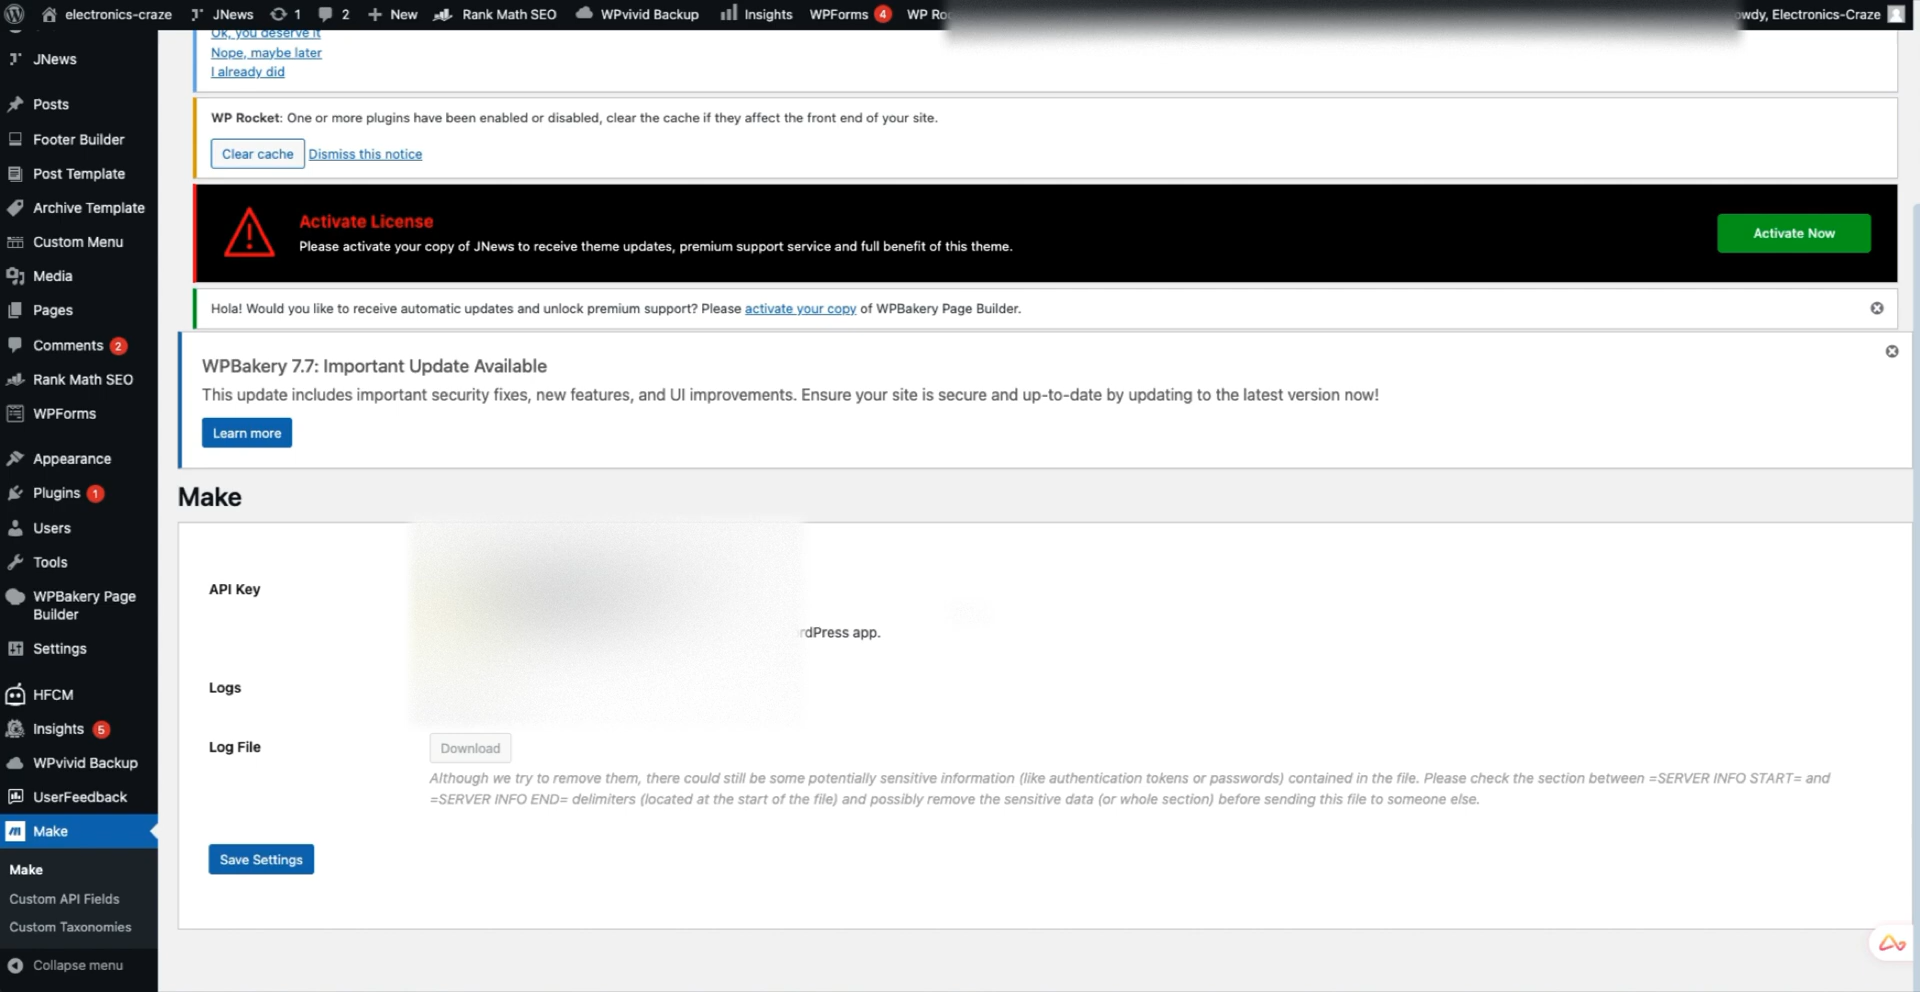 electronics-craze
JNews
1
2
New
Rank Math SEO
WPvivid Backup
Insights
WPForms 4
WP
Electronics-Craze
JNews
Posts
Footer Builder
Post Template
Archive Template
Custom Menu
Media
Pages
Comments 2
Rank Math SEO
WPForms
Appearance
Plugins 1
Users
Tools
WPBakery Page
Builder
Settings
HFCM
Insights 5
WPvivid Backup
UserFeedback
Make
Make
Custom API Fields
Custom Taxonomies
Collapse menu
Ok, you deserve it
Nope, maybe later
I already did
WP Rocket: One or more plugins have been enabled or disabled, clear the cache if they affect the front end of your site.
Clear cache
Dismiss this notice
Activate License
Please activate your copy of JNews to receive theme updates, premium support service and full benefit of this theme.
Activate Now
Hola! Would you like to receive automatic updates and unlock premium support? Please activate your copy of WPBakery Page Builder.
WPBakery 7.7: Important Update Available
This update includes important security fixes, new features, and UI improvements. Ensure your site is secure and up-to-date by updating to the latest version now!
Learn more
Make
API Key
app.
Logs
Log File
Download
Although we try to remove them, there could still be some potentially sensitive information (like authentication tokens or passwords) contained in the file. Please check the section between =SERVER INFO START= and
=SERVER INFO END= delimiters (located at the start of the file) and possibly remove the sensitive data (or whole section) before sending this file to someone else.
Save Settings